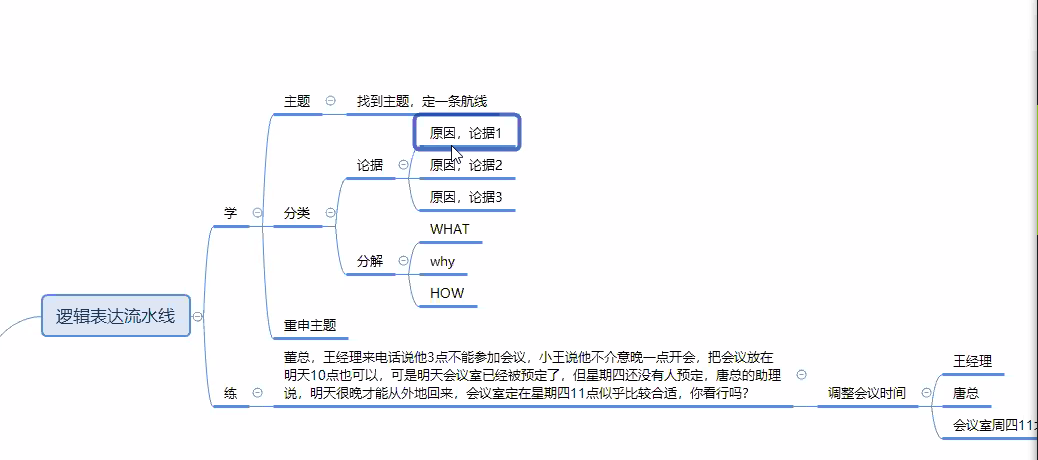 主题
找到主题，定一条航线
原因，论据1
论据
原因，论据2
原因，论据3
学
分类
WHAT
分解
why
HOW
逻辑表达流水线
重申主题
董总，王经理来电话说他3点不能参加会议，小王说他不介意晚一点开会，把会议放在
明天10点也可以，可是明天会议室已经被预定了，但星期四还没有人预定，唐总的助理
说，明天很晚才能从外地回来，会议室定在星期四11点似乎比较合适，你看行吗？
练
调整会议时间
王经理
唐总
会议室周四11